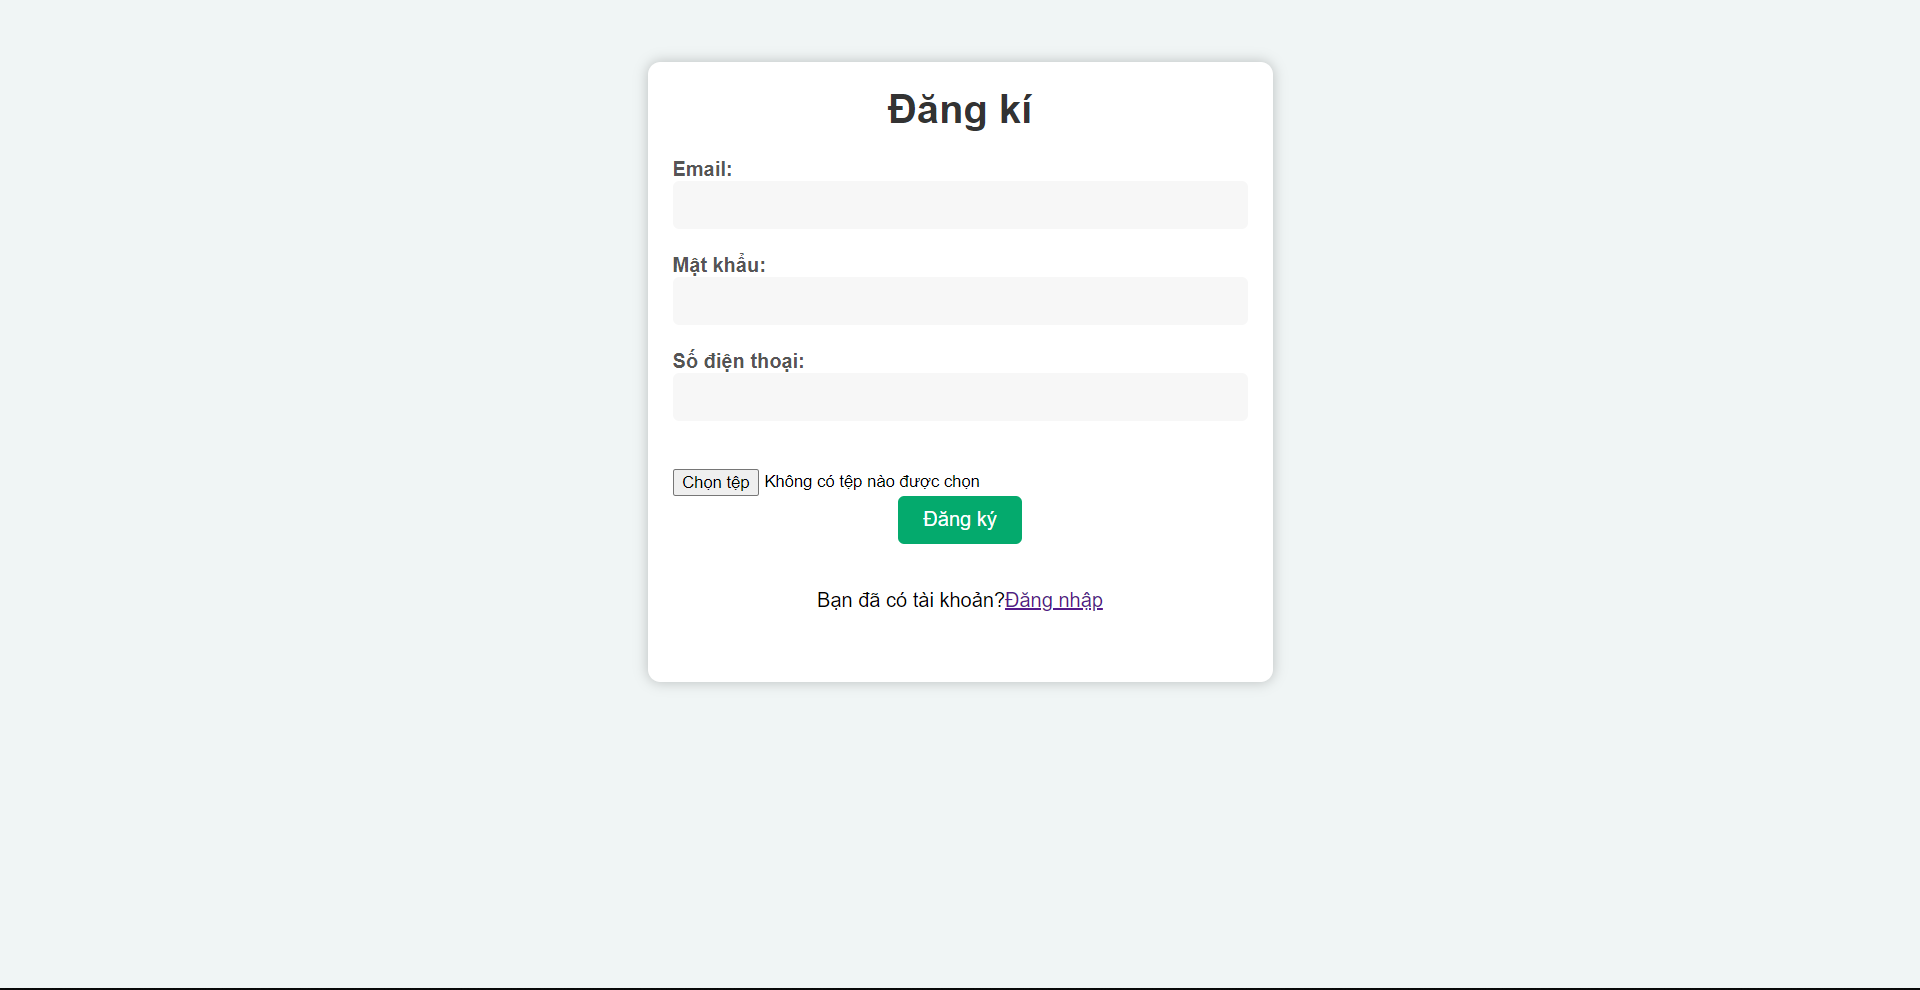 Đăng kí
Email:
Mật khẩu:
Số điện thoại:
Chọn tệp Không có tệp nào được chọn
Đăng ký
Bạn đã có tài khoản?Đăng nhập